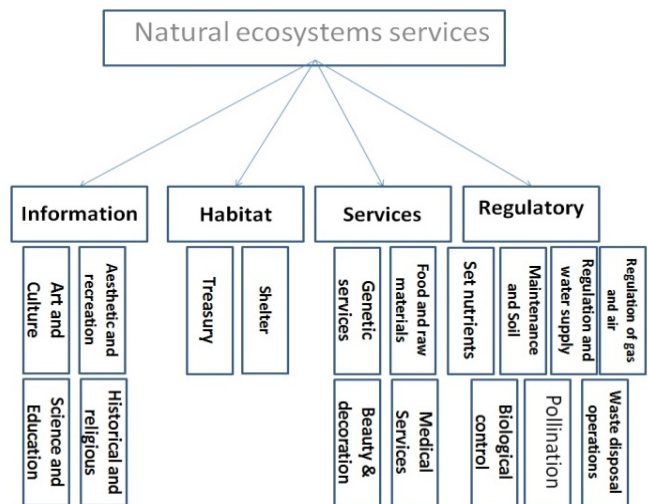 Natural ecosystems services
Information
Habitat
Services
Regulatory
Art and
Culture
Aesthetic and
recreation
Treasury
Shelter
Genetic
services
Food and raw
materials
Set nutrients
Maintenance
and Soil
Regulation and
water supply
Regulation of gas
and air
Science and
Education
Historical and
religious
Beauty &
decoration
Medical
Services
Biological
control
Pollination
Waste disposal
operations